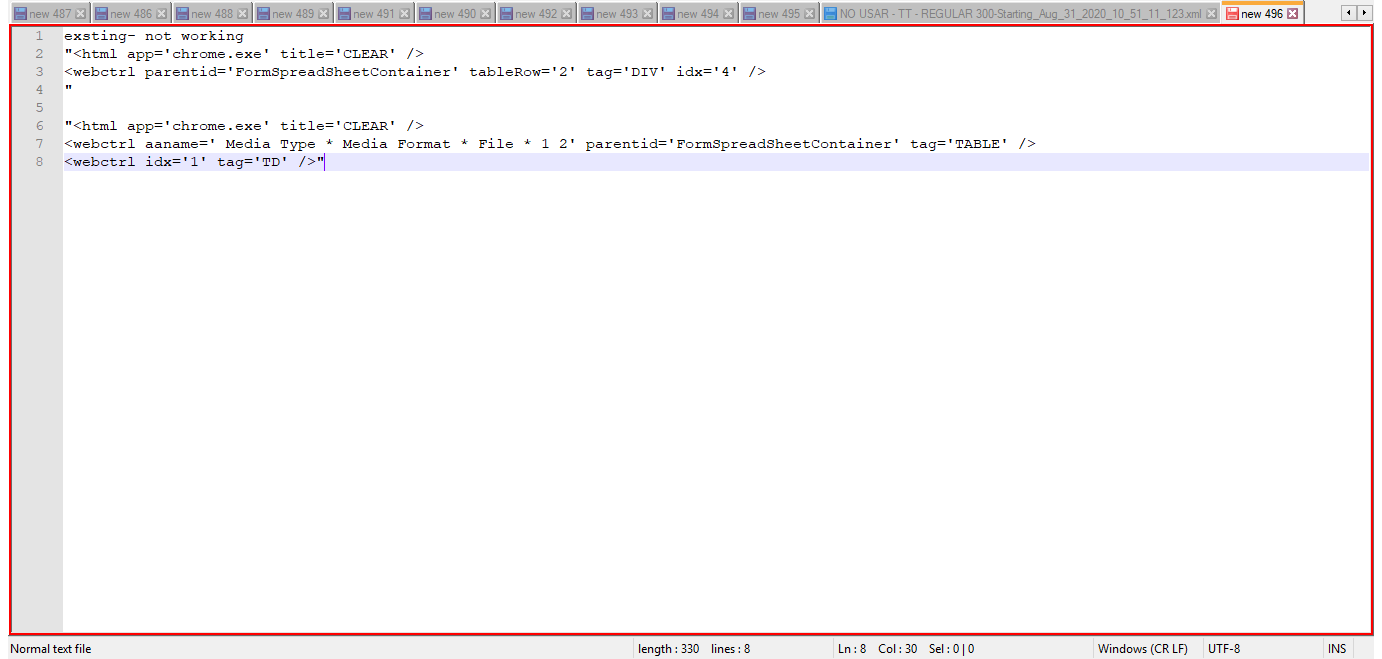 new 487 new 486 new 488 new 489 new 491 new 490 new 492 new 493 new 494 new 495 NO USAR - TT - REGULAR 300-Starting_Aug_31_2020_10_51_11_123.xml new 496
1 exsting- not working
2 "<html app='chrome.exe' title='CLEAR' />
3 <webctrl parentid='FormSpreadSheetContainer' tableRow='2' tag='DIV' idx='4' />
4 "
5
6 "<html app='chrome.exe' title='CLEAR' />
7 <webctrl aaname=' Media Type * Media Format * File * 1 2' parentid='FormSpreadSheetContainer' tag='TABLE' />
8 <webctrl idx='1' tag='TD' />"
Normal text file length : 330 lines : 8 Ln : 8 Col : 30 Sel : 0 | 0 Windows (CR LF) UTF-8 INS